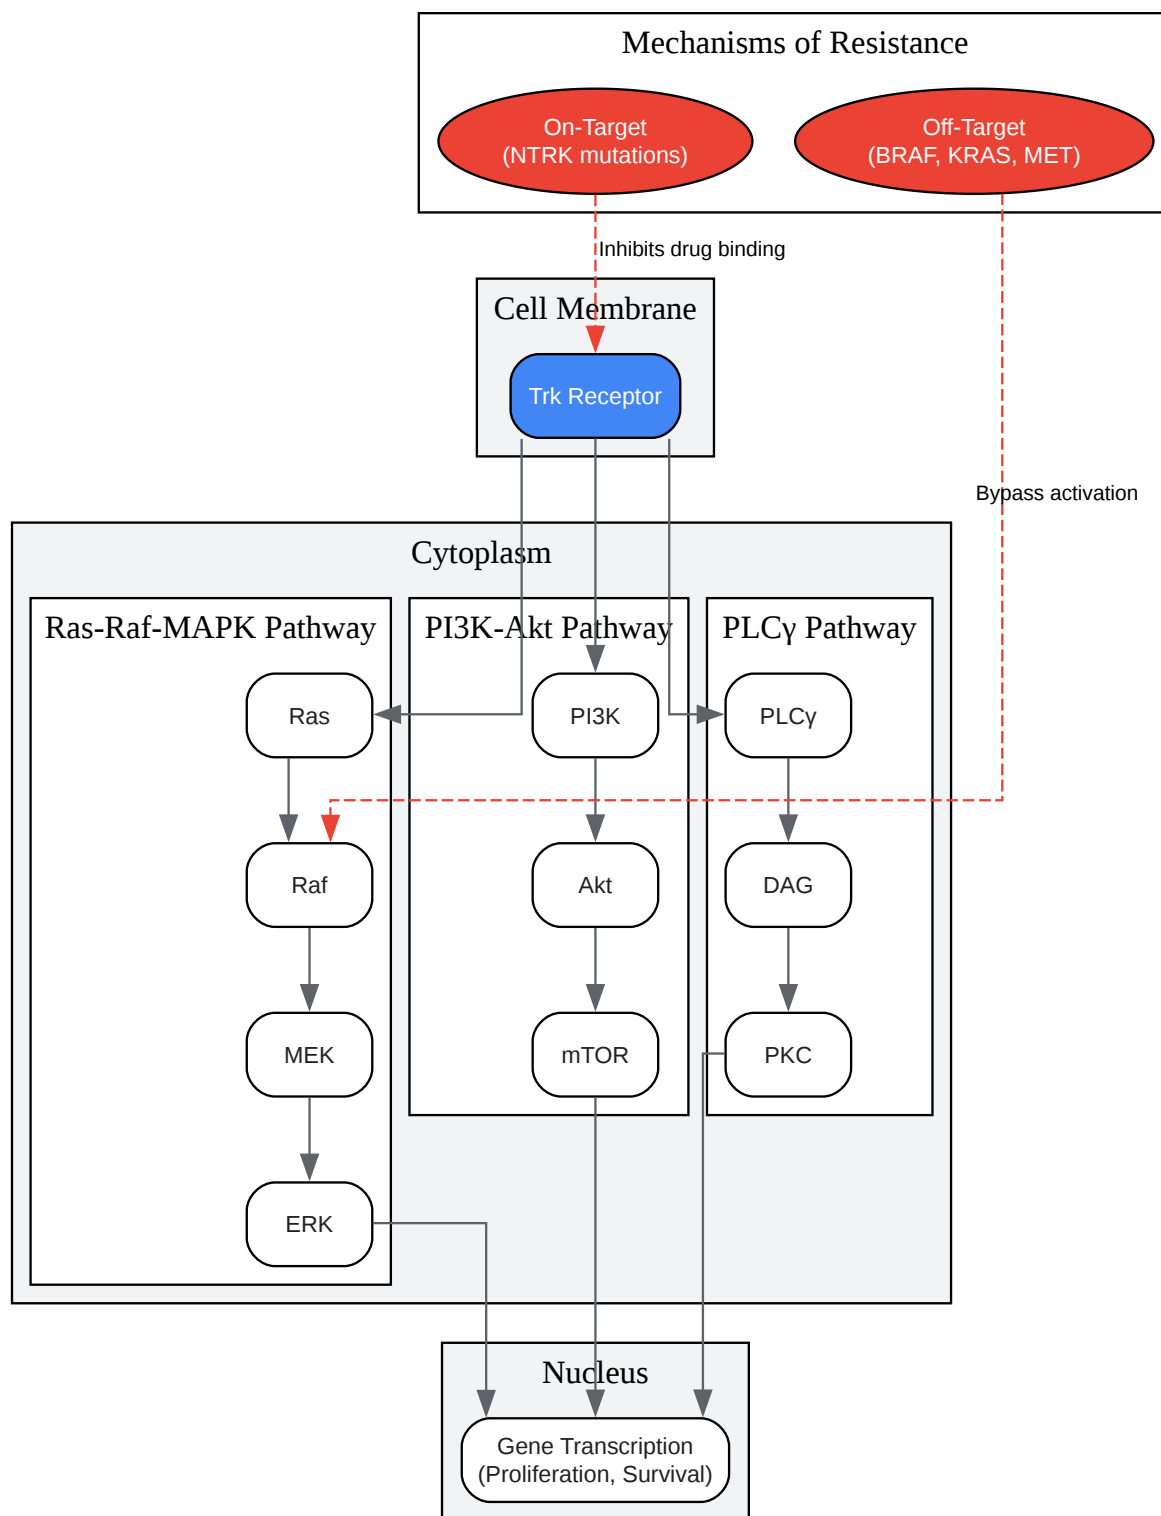 Mechanisms of Resistance
On-Target
(NTRK mutations)
Off-Target
(BRAF, KRAS, MET)
Inhibits drug binding
Cell Membrane
Trk Receptor
Bypass activation
Cytoplasm
Ras-Raf-MAPK Pathway
PI3K-Akt Pathway
PLCγ Pathway
Ras
PI3K
PLCγ
Raf
Akt
DAG
MEK
mTOR
PKC
ERK
Nucleus
Gene Transcription
(Proliferation, Survival)